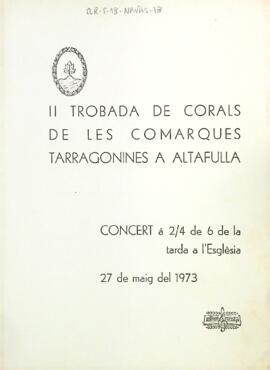 II TROBADA DE CORALS
DE LES COMARQUES
TARRAGONINES A ALTAFULLA
CONCERT á 2/4 de 6 de la
tarda a l'Esglèsia
27 de maig del 1973